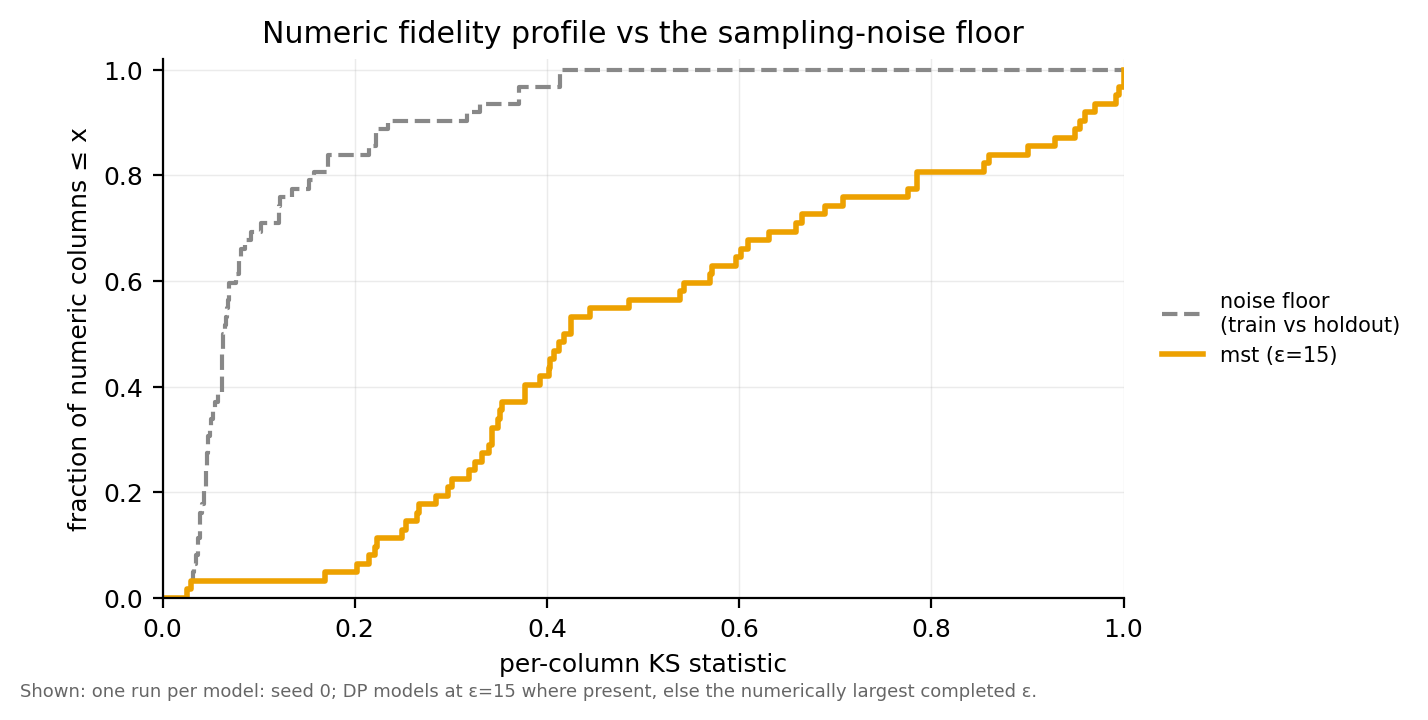 Numeric fidelity profile vs the sampling-noise floor
fraction of numeric columns ≤ x
1.0
0.8
0.6
0.4
0.2
0.0
0.0 0.2 0.4 0.6 0.8 1.0
per-column KS statistic
noise floor
(train vs holdout)
mst (ε=15)
Shown: one run per model: seed 0; DP models at ε=15 where present, else the numerically largest completed ε.